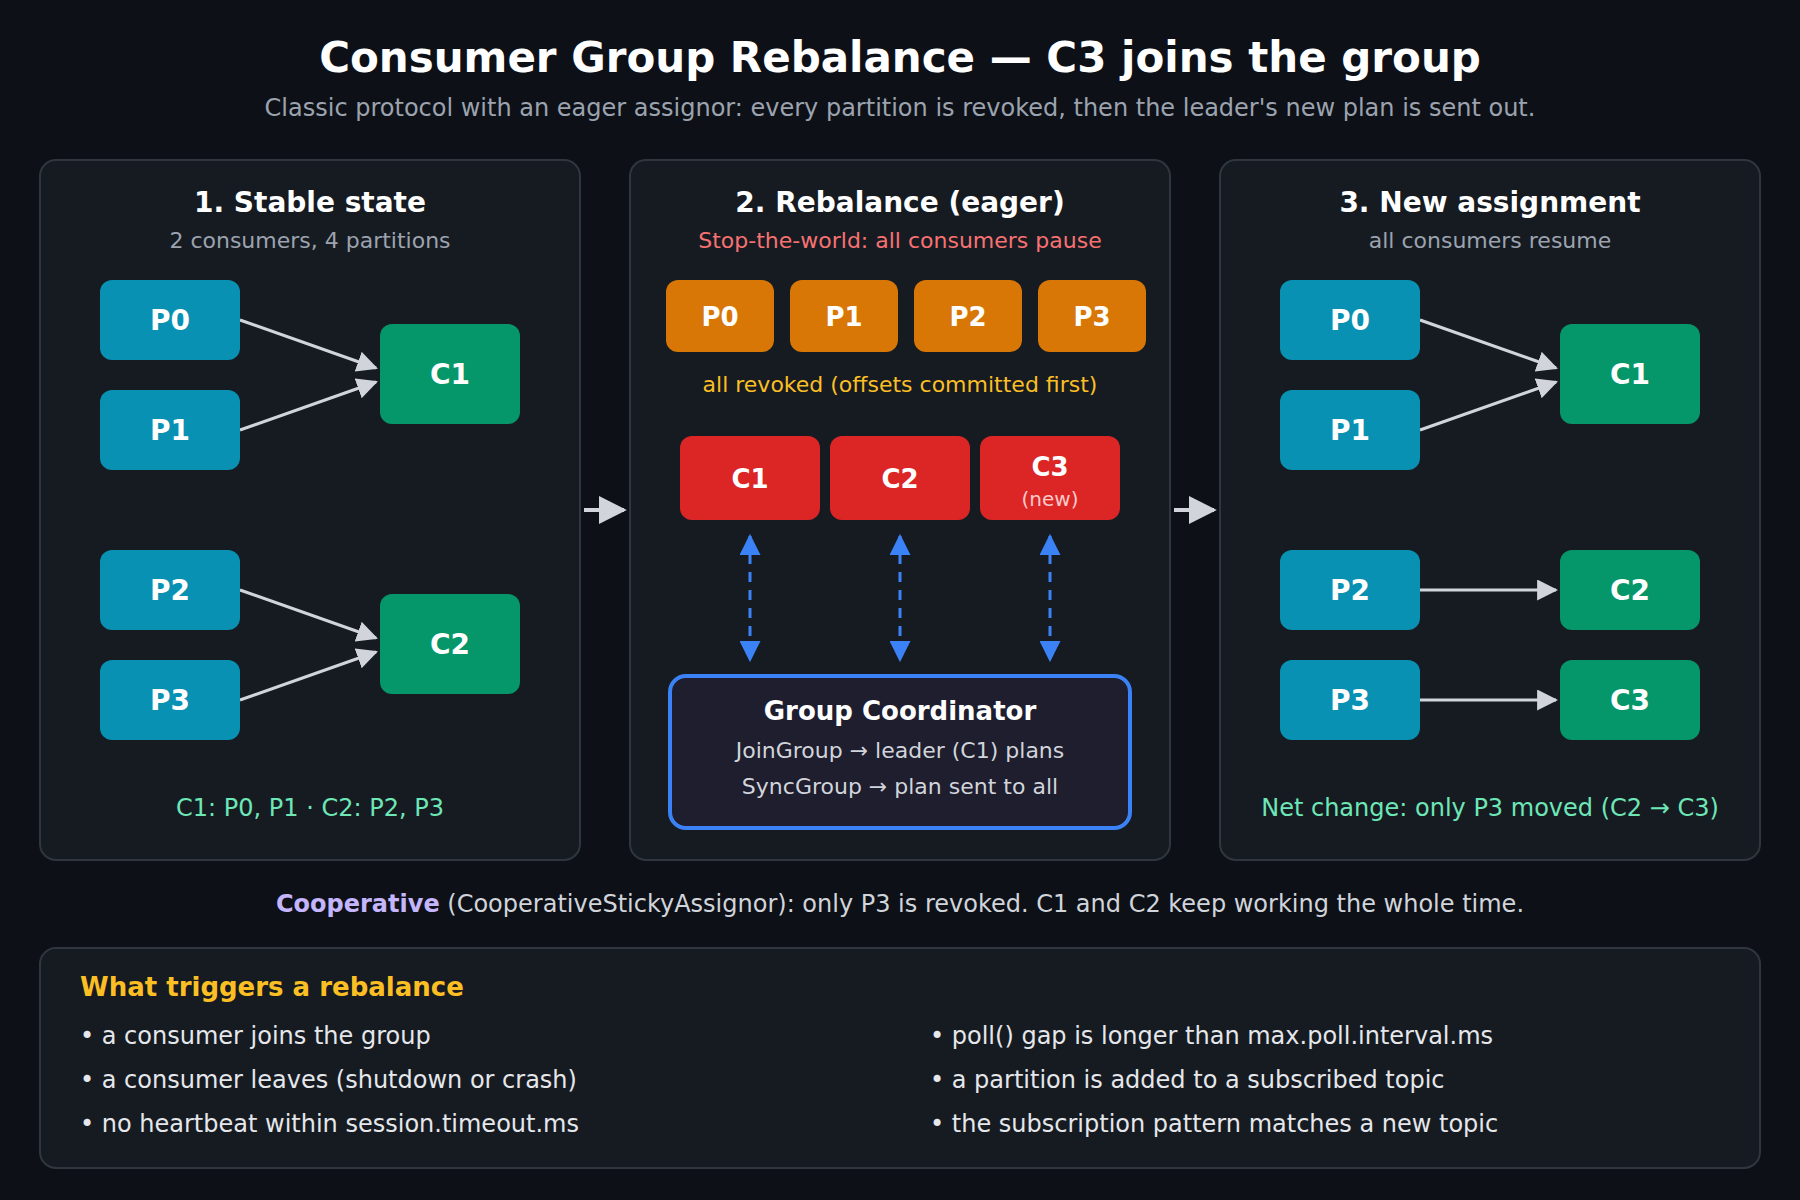 Consumer Group Rebalance — C3 joins the group
Classic protocol with an eager assignor: every partition is revoked, then the leader's new plan is sent out.
1. Stable state
2 consumers, 4 partitions
P0
P1
C1
P2
P3
C2
C1: P0, P1 · C2: P2, P3
2. Rebalance (eager)
Stop-the-world: all consumers pause
P0 P1 P2 P3
all revoked (offsets committed first)
C1 C2 C3
(new)
Group Coordinator
JoinGroup → leader (C1) plans
SyncGroup → plan sent to all
3. New assignment
all consumers resume
P0
P1
C1
P2 C2
P3 C3
Net change: only P3 moved (C2 → C3)
Cooperative (CooperativeStickyAssignor): only P3 is revoked. C1 and C2 keep working the whole time.
What triggers a rebalance
• a consumer joins the group
• a consumer leaves (shutdown or crash)
• no heartbeat within session.timeout.ms
• poll() gap is longer than max.poll.interval.ms
• a partition is added to a subscribed topic
• the subscription pattern matches a new topic